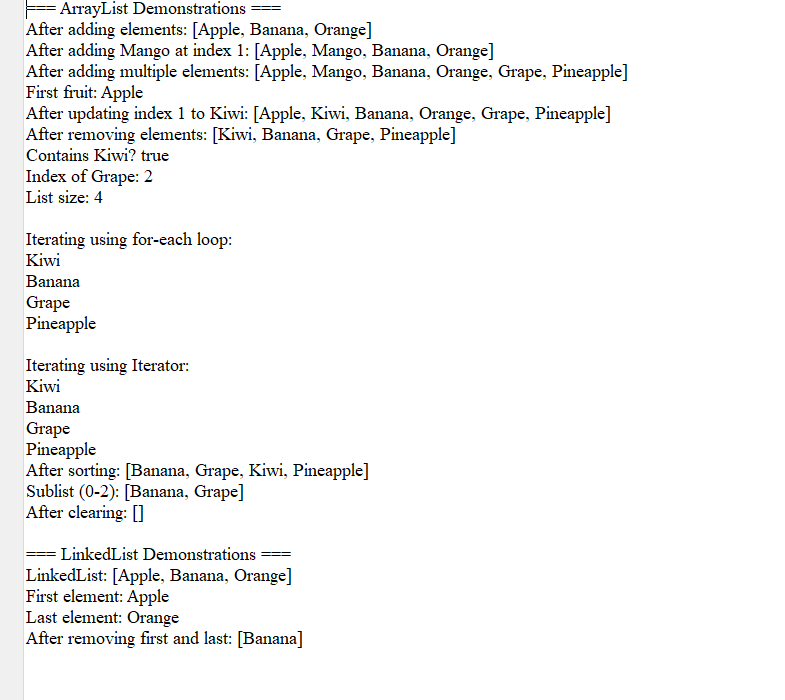 === ArrayList Demonstrations ===
After adding elements: [Apple, Banana, Orange]
After adding Mango at index 1: [Apple, Mango, Banana, Orange]
After adding multiple elements: [Apple, Mango, Banana, Orange, Grape, Pineapple]
First fruit: Apple
After updating index 1 to Kiwi: [Apple, Kiwi, Banana, Orange, Grape, Pineapple]
After removing elements: [Kiwi, Banana, Grape, Pineapple]
Contains Kiwi? true
Index of Grape: 2
List size: 4

Iterating using for-each loop:
Kiwi
Banana
Grape
Pineapple

Iterating using Iterator:
Kiwi
Banana
Grape
Pineapple
After sorting: [Banana, Grape, Kiwi, Pineapple]
Sublist (0-2): [Banana, Grape]
After clearing: []

=== LinkedList Demonstrations ===
LinkedList: [Apple, Banana, Orange]
First element: Apple
Last element: Orange
After removing first and last: [Banana]